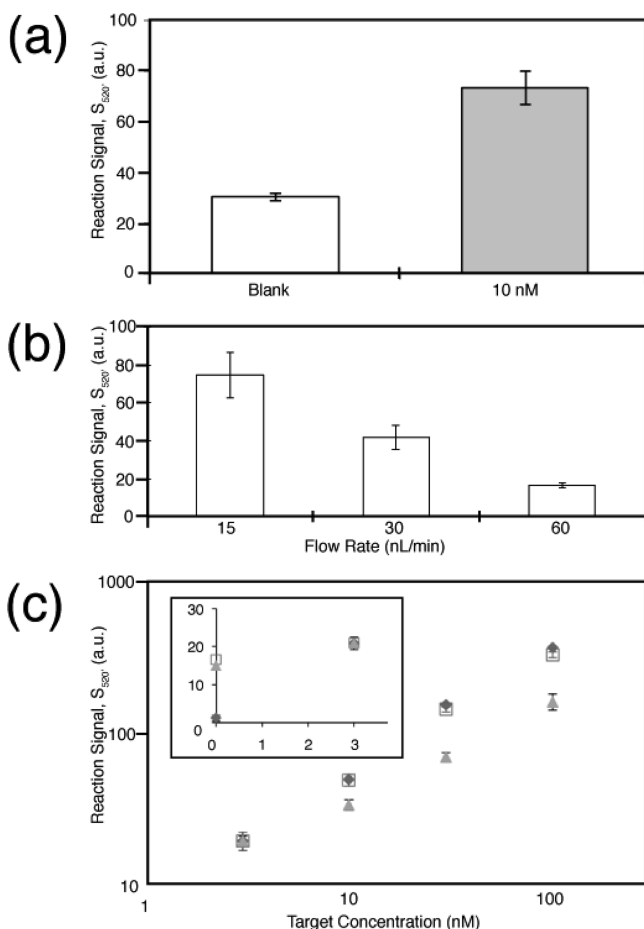 (a)
Reaction Signal, S520' (a.u.)
100
80
60
40
20
0
Blank 10 nM
(b)
Reaction Signal, S520' (a.u.)
100
80
60
40
20
0
15 30 60
Flow Rate (nL/min)
(c)
Reaction Signal, S520' (a.u.)
1000
100
10
30
20
10
0
0 1 2 3
1 10 100
Target Concentration (nM)